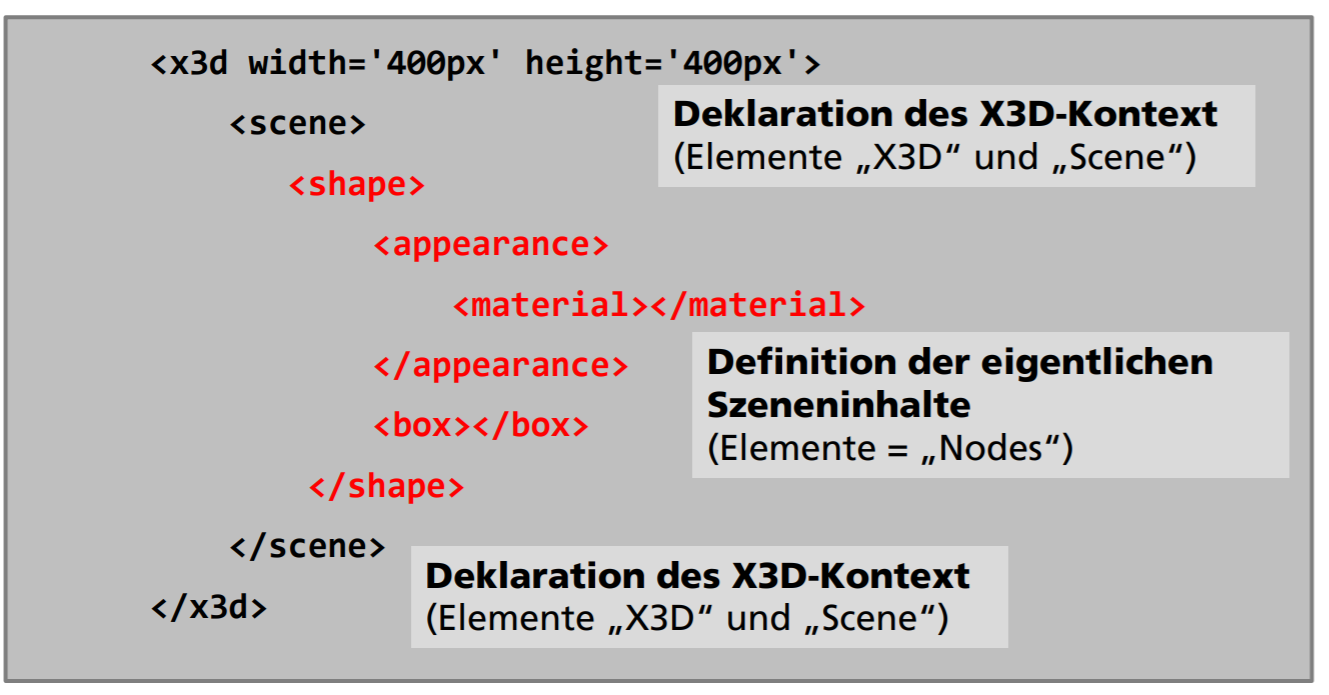 <x3d width='400px' height='400px'>
<scene>
Deklaration des X3D-Kontext
(Elemente „X3D“ und „Scene“)
<shape>
<appearance>
<material></material>
</appearance>
Definition der eigentlichen
Szeneninhalte
(Elemente = „Nodes“)
<box></box>
</shape>
</scene>
Deklaration des X3D-Kontext
(Elemente „X3D“ und „Scene“)
</x3d>